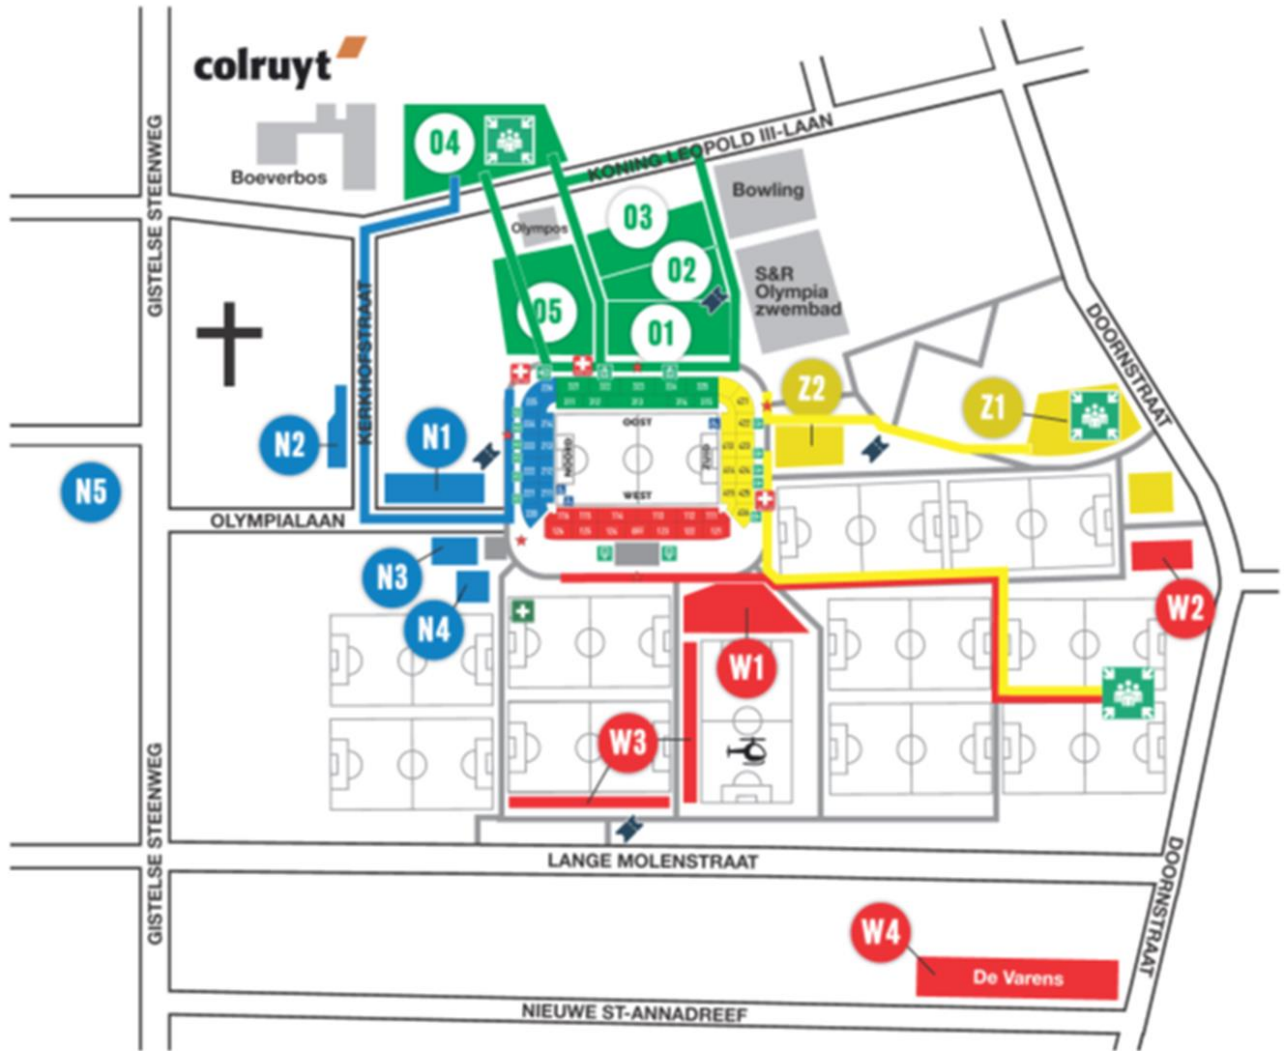 colruyt
04
Boeverbos
KONING LEOPOLD III-LAAN
GISTELSE STEENWEG
Bowling
03
Olympos
02
S&R
Olympia
zwembad
05
01
KERKHOFSTRAAT
DOORNSTRAAT
Z2
Z1
N2
N1
OOST
NOORD
ZUID
WEST
N5
OLYMPIALAAN
N3
N4
W2
W1
W3
GISTELSE STEENWEG
LANGE MOLENSTRAAT
DOORNSTRAAT
W4
De Varens
NIEUWE ST-ANNADREEF